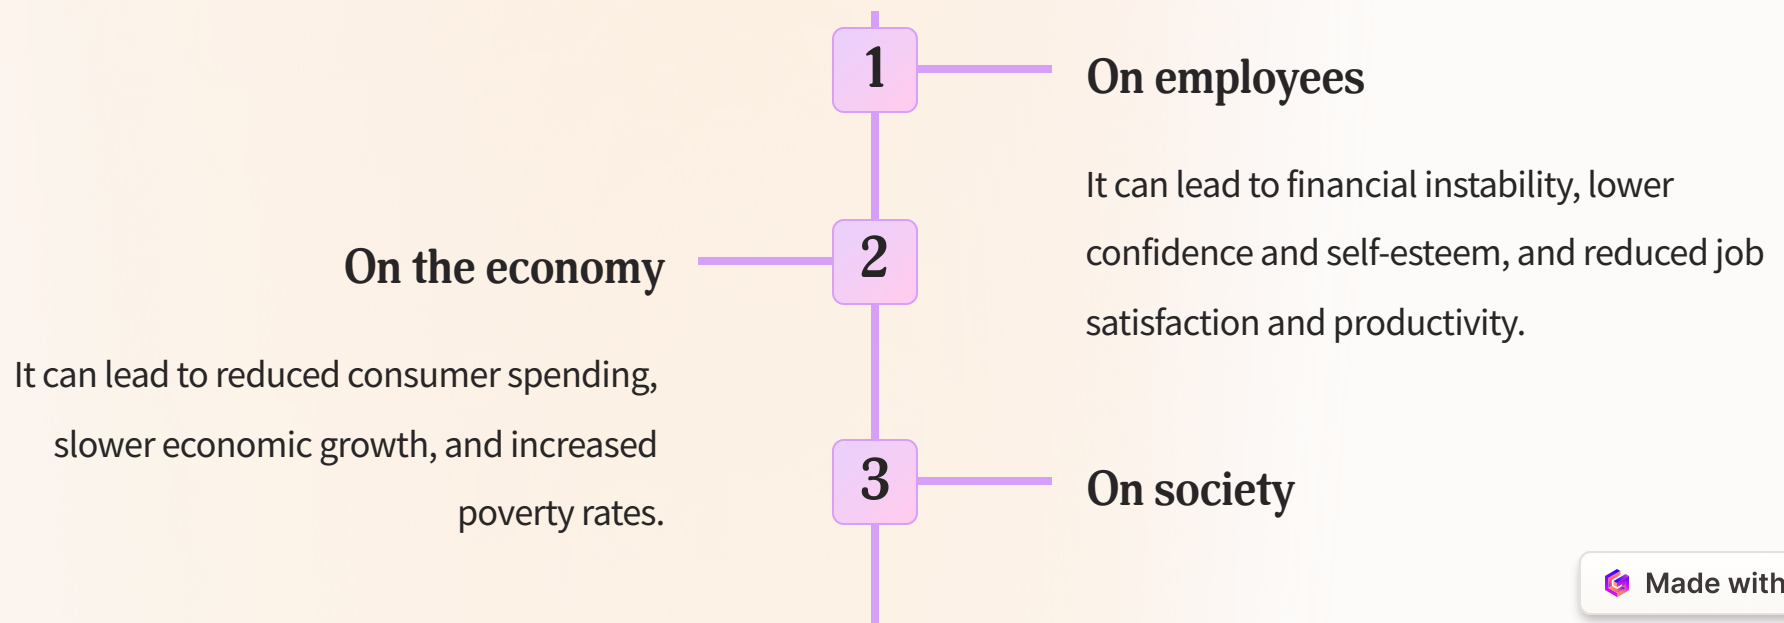 1
On employees
It can lead to financial instability, lower
confidence and self-esteem, and reduced job
satisfaction and productivity.
2
On the economy
It can lead to reduced consumer spending,
slower economic growth, and increased
poverty rates.
3
On society
Made with